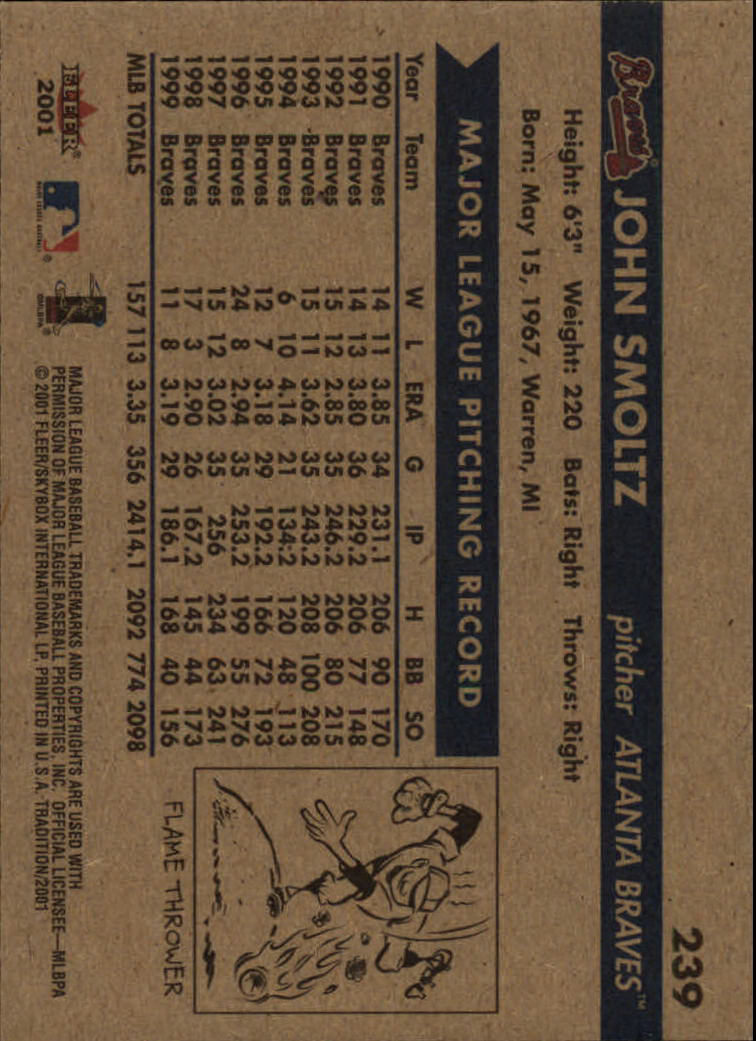 239
Braves JOHN SMOLTZ pitcher ATLANTA BRAVES™
Height: 6'3" Weight: 220 Bats: Right Throws: Right
Born: May 15, 1967, Warren, MI
MAJOR LEAGUE PITCHING RECORD
Year Team W L ERA G IP H BB SO
1990 Braves 14 11 3.85 34 231.1 206 90 170
1991 Braves 14 13 3.80 36 229.2 206 77 148
1992 Braves 15 12 2.85 35 246.2 206 80 215
1993 Braves 15 11 3.62 35 243.2 208 100 208
1994 Braves 6 10 4.14 21 134.2 120 48 113
1995 Braves 12 7 3.18 29 192.2 166 72 193
1996 Braves 24 8 2.94 35 253.2 199 55 276
1997 Braves 15 12 3.02 35 256 234 63 241
1998 Braves 17 3 2.90 26 167.2 145 44 173
1999 Braves 11 8 3.19 29 186.1 168 40 156
MLB TOTALS 157 113 3.35 356 2414.1 2092 774 2098
FLAME THROWER
FLEER®
2001
MAJOR LEAGUE BASEBALL ®
MLBPA ®
MAJOR LEAGUE BASEBALL TRADEMARKS AND COPYRIGHTS ARE USED WITH
PERMISSION OF MAJOR LEAGUE BASEBALL PROPERTIES, INC. OFFICIAL LICENSEE—MLBPA
© 2001 FLEER/SKYBOX INTERNATIONAL LP. PRINTED IN U.S.A. TRADITION/2001